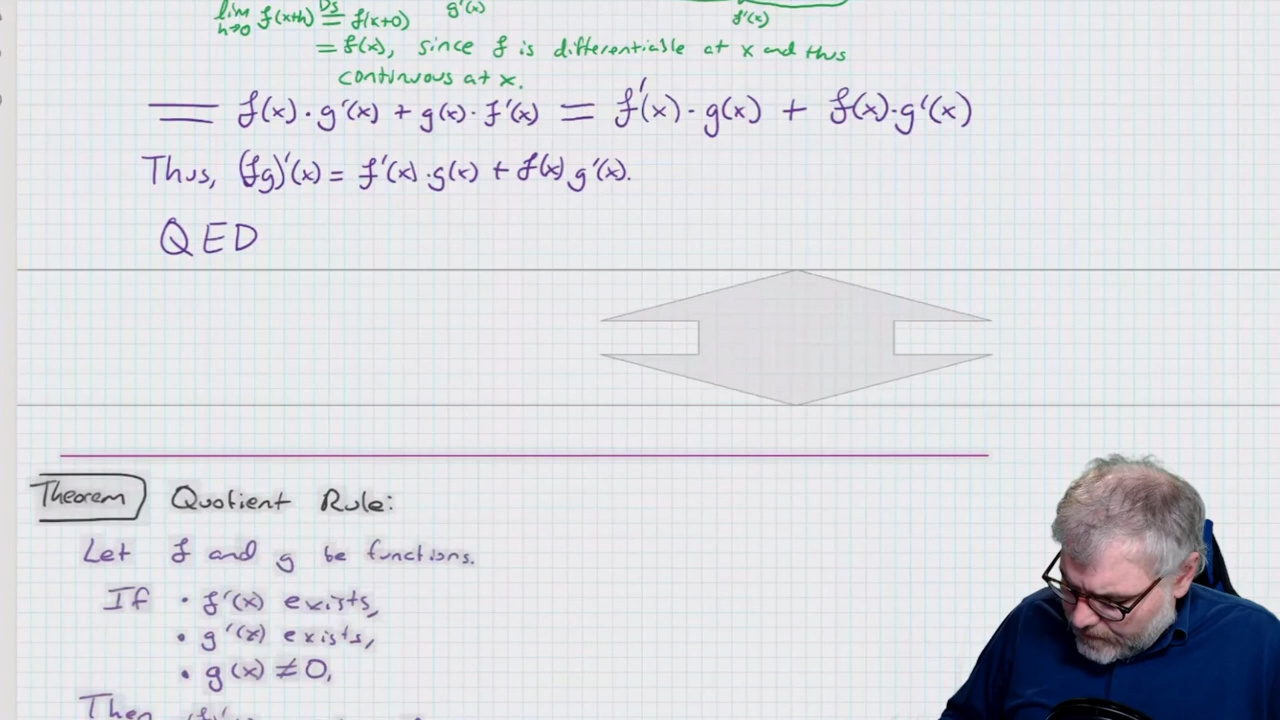 lim f(x+h) DS= f(x+0) g'(x) f'(x)
h→0
= f(x), since f is differentiable at x and thus
continuous at x.
= f(x)·g'(x) + g(x)·f'(x) = f'(x)·g(x) + f(x)·g'(x)
Thus, (fg)'(x) = f'(x)·g(x) + f(x) g'(x).
QED
Theorem Quotient Rule:
Let f and g be functions.
If • f'(x) exists,
• g'(x) exists,
• g(x) ≠ 0,
Then